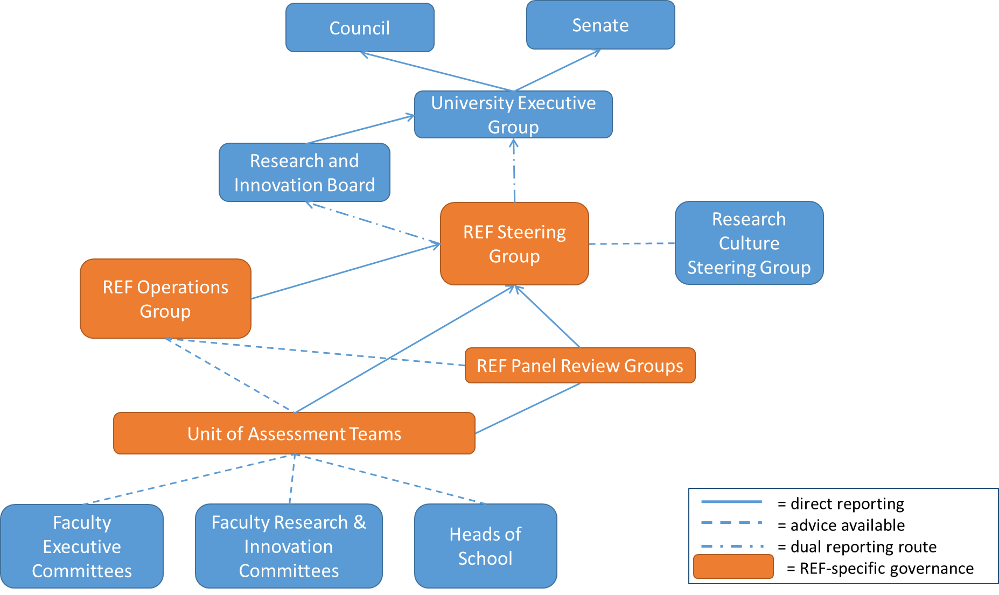 Council
Senate
University Executive
Group
Research and
Innovation Board
REF Steering
Group
Research
Culture
Steering Group
REF Operations
Group
REF Panel Review Groups
Unit of Assessment Teams
Faculty
Executive
Committees
Faculty Research &
Innovation
Committees
Heads of
School
= direct reporting
= advice available
= dual reporting route
= REF-specific governance